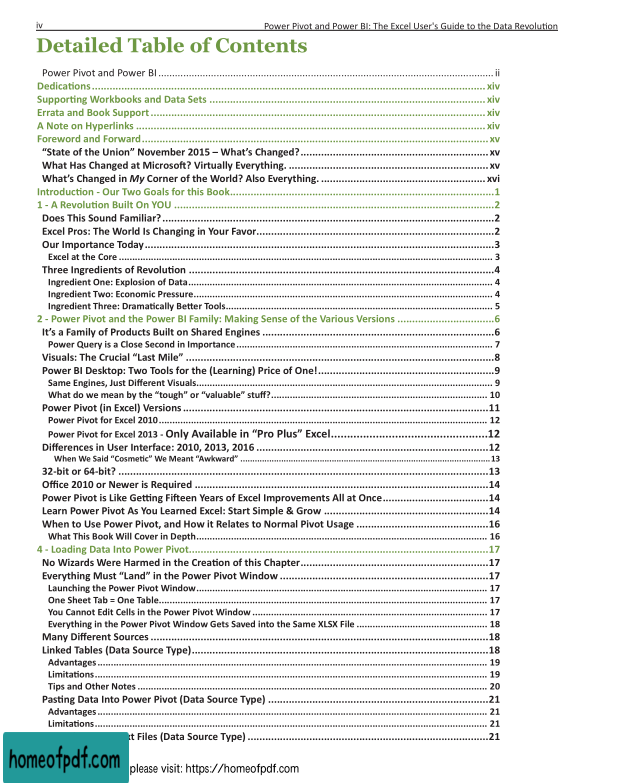 iv Power Pivot and Power BI: The Excel User's Guide to the Data Revolution
Detailed Table of Contents
Power Pivot and Power BI ii
Dedications xiv
Supporting Workbooks and Data Sets xiv
Errata and Book Support xiv
A Note on Hyperlinks xiv
Foreword and Forward xv
“State of the Union” November 2015 – What’s Changed? xv
What Has Changed at Microsoft? Virtually Everything. xv
What’s Changed in My Corner of the World? Also Everything. xvi
Introduction - Our Two Goals for this Book 1
1 - A Revolution Built On YOU 2
Does This Sound Familiar? 2
Excel Pros: The World Is Changing in Your Favor 2
Our Importance Today 3
Excel at the Core 3
Three Ingredients of Revolution 4
Ingredient One: Explosion of Data 4
Ingredient Two: Economic Pressure 4
Ingredient Three: Dramatically Better Tools 5
2 - Power Pivot and the Power BI Family: Making Sense of the Various Versions 6
It’s a Family of Products Built on Shared Engines 6
Power Query is a Close Second in Importance 7
Visuals: The Crucial “Last Mile” 8
Power BI Desktop: Two Tools for the (Learning) Price of One! 9
Same Engines, Just Different Visuals 9
What do we mean by the “tough” or “valuable” stuff? 10
Power Pivot (in Excel) Versions 11
Power Pivot for Excel 2010 12
Power Pivot for Excel 2013 - Only Available in “Pro Plus” Excel 12
Differences in User Interface: 2010, 2013, 2016 12
When We Said “Cosmetic” We Meant “Awkward” 13
32-bit or 64-bit? 13
Office 2010 or Newer is Required 14
Power Pivot is Like Getting Fifteen Years of Excel Improvements All at Once 14
Learn Power Pivot As You Learned Excel: Start Simple & Grow 14
When to Use Power Pivot, and How it Relates to Normal Pivot Usage 16
What This Book Will Cover in Depth 16
4 - Loading Data Into Power Pivot 17
No Wizards Were Harmed in the Creation of this Chapter 17
Everything Must “Land” in the Power Pivot Window 17
Launching the Power Pivot Window 17
One Sheet Tab = One Table 17
You Cannot Edit Cells in the Power Pivot Window 17
Everything in the Power Pivot Window Gets Saved into the Same XLSX File 18
Many Different Sources 18
Linked Tables (Data Source Type) 18
Advantages 19
Limitations 19
Tips and Other Notes 20
Pasting Data Into Power Pivot (Data Source Type) 21
Advantages 21
Limitations 21
t Files (Data Source Type) 21
homeofpdf.com
please visit: https://homeofpdf.com